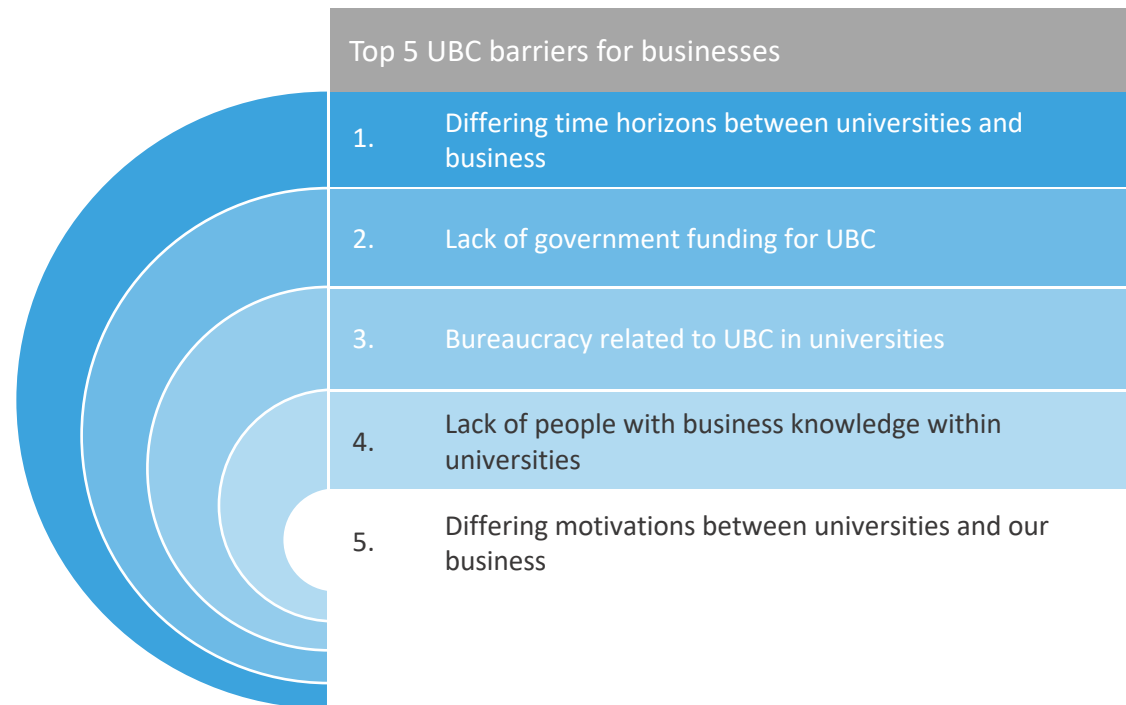 Top 5 UBC barriers for businesses
1. Differing time horizons between universities and
business
2. Lack of government funding for UBC
3. Bureaucracy related to UBC in universities
4. Lack of people with business knowledge within
universities
5. Differing motivations between universities and our
business